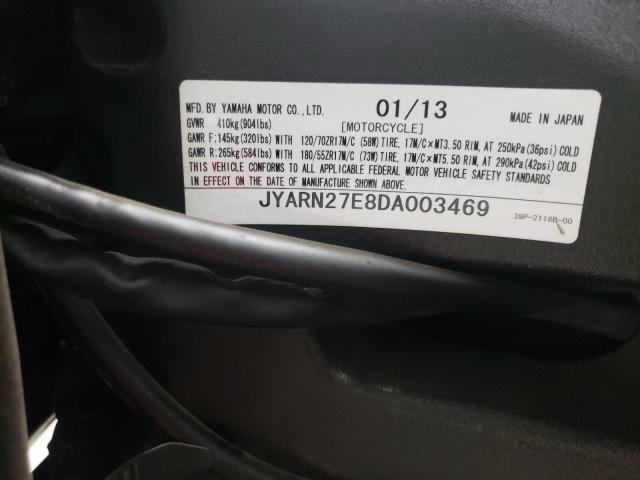 MFD. BY YAMAHA MOTOR CO., LTD. 01/13 MADE IN JAPAN
GVWR 410kg(904lbs) [MOTORCYCLE]
GAWR F:145kg(320lbs) WITH 120/70ZR17M/C (58W) TIRE, 17M/C×MT3.50 RIM, AT 250kPa(36psi) COLD
GAWR R:265kg(584lbs) WITH 180/55ZR17M/C (73W) TIRE, 17M/C×MT5.50 RIM, AT 290kPa(42psi) COLD
THIS VEHICLE CONFORMS TO ALL APPLICABLE FEDERAL MOTOR VEHICLE SAFETY STANDARDS
IN EFFECT ON THE DATE OF MANUFACTURE SHOWN ABOVE.
JYARN27E8DA003469
39P-2118B-00